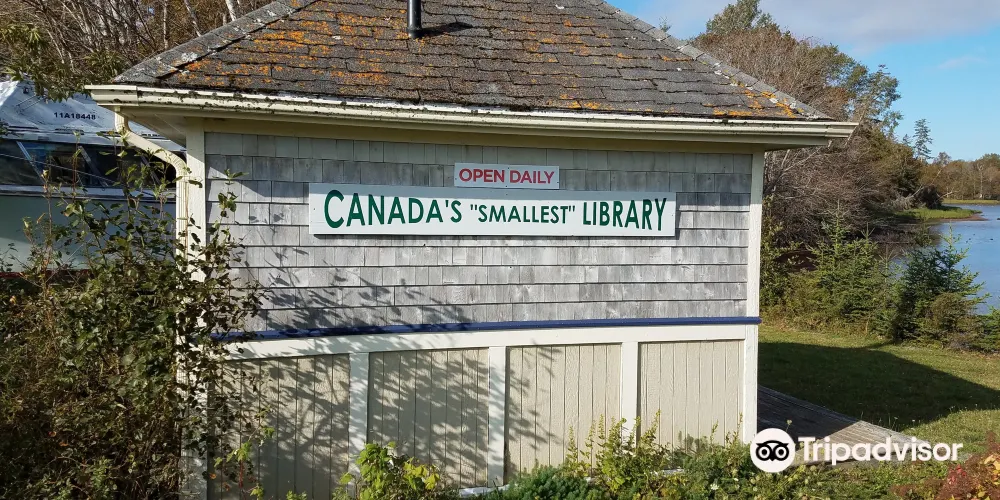 11A18448
OPEN DAILY
CANADA'S "SMALLEST" LIBRARY
Tripadvisor